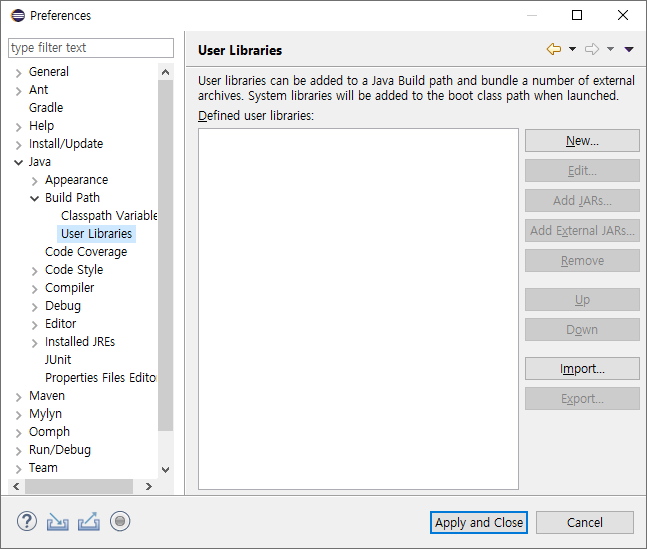 Preferences
type filter text
General
Ant
Gradle
Help
Install/Update
Java
Appearance
Build Path
Classpath Variable
User Libraries
Code Coverage
Code Style
Compiler
Debug
Editor
Installed JREs
JUnit
Properties Files Edito
Maven
Mylyn
Oomph
Run/Debug
Team
User Libraries
User libraries can be added to a Java Build path and bundle a number of external
archives. System libraries will be added to the boot class path when launched.
Defined user libraries:
New...
Edit...
Add JARs...
Add External JARs...
Remove
Up
Down
Import...
Export...
?
Apply and Close
Cancel